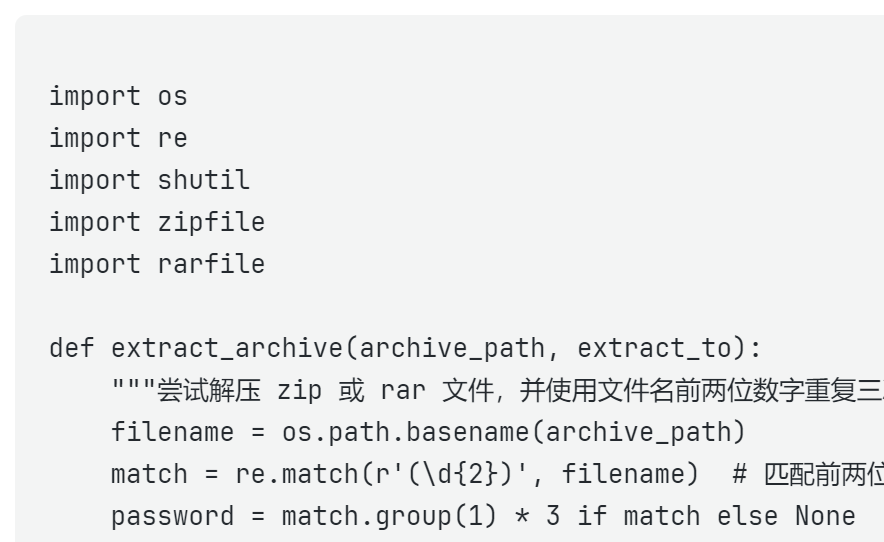 import os
import re
import shutil
import zipfile
import rarfile
def extract_archive(archive_path, extract_to):
"""尝试解压 zip 或 rar 文件，并使用文件名前两位数字重复三
filename = os.path.basename(archive_path)
match = re.match(r'(\d{2})', filename)  # 匹配前两位
password = match.group(1) * 3 if match else None